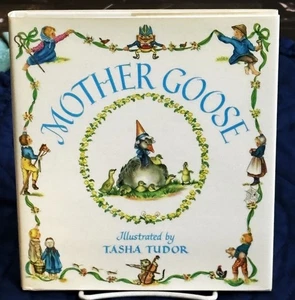 MOTHER GOOSE
Illustrated by
TASHA TUDOR